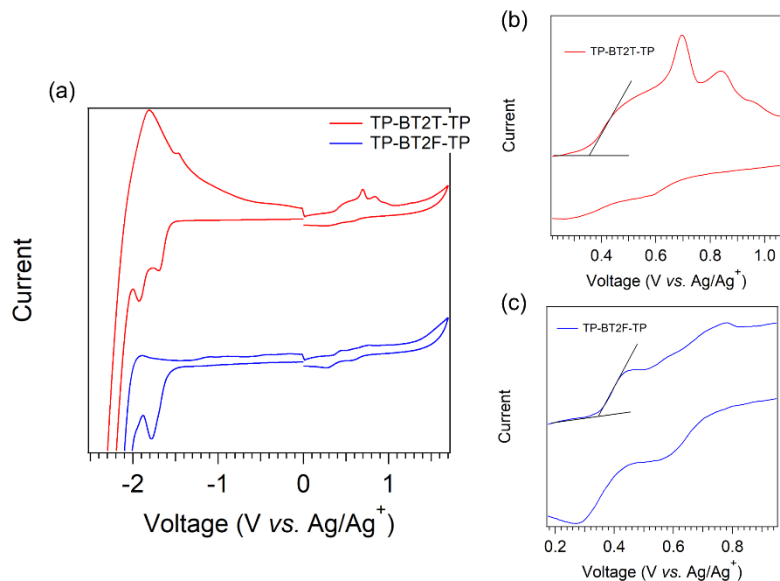 (a)
TP-BT2T-TP
TP-BT2F-TP
Current
-2
-1
0
1
Voltage (V vs. Ag/Ag⁺)
(b)
TP-BT2T-TP
Current
0.4
0.6
0.8
1.0
Voltage (V vs. Ag/Ag⁺)
(c)
TP-BT2F-TP
Current
0.2
0.4
0.6
0.8
Voltage (V vs. Ag/Ag⁺)